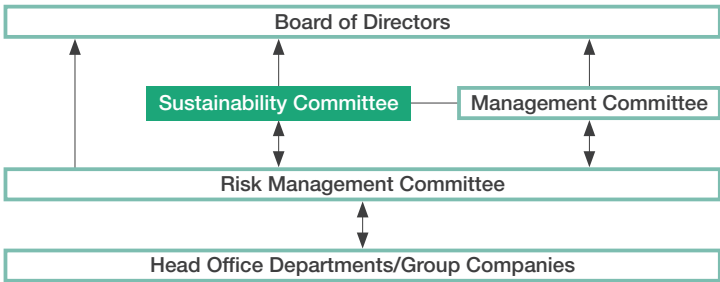 Board of Directors
Sustainability Committee
Management Committee
Risk Management Committee
Head Office Departments/Group Companies